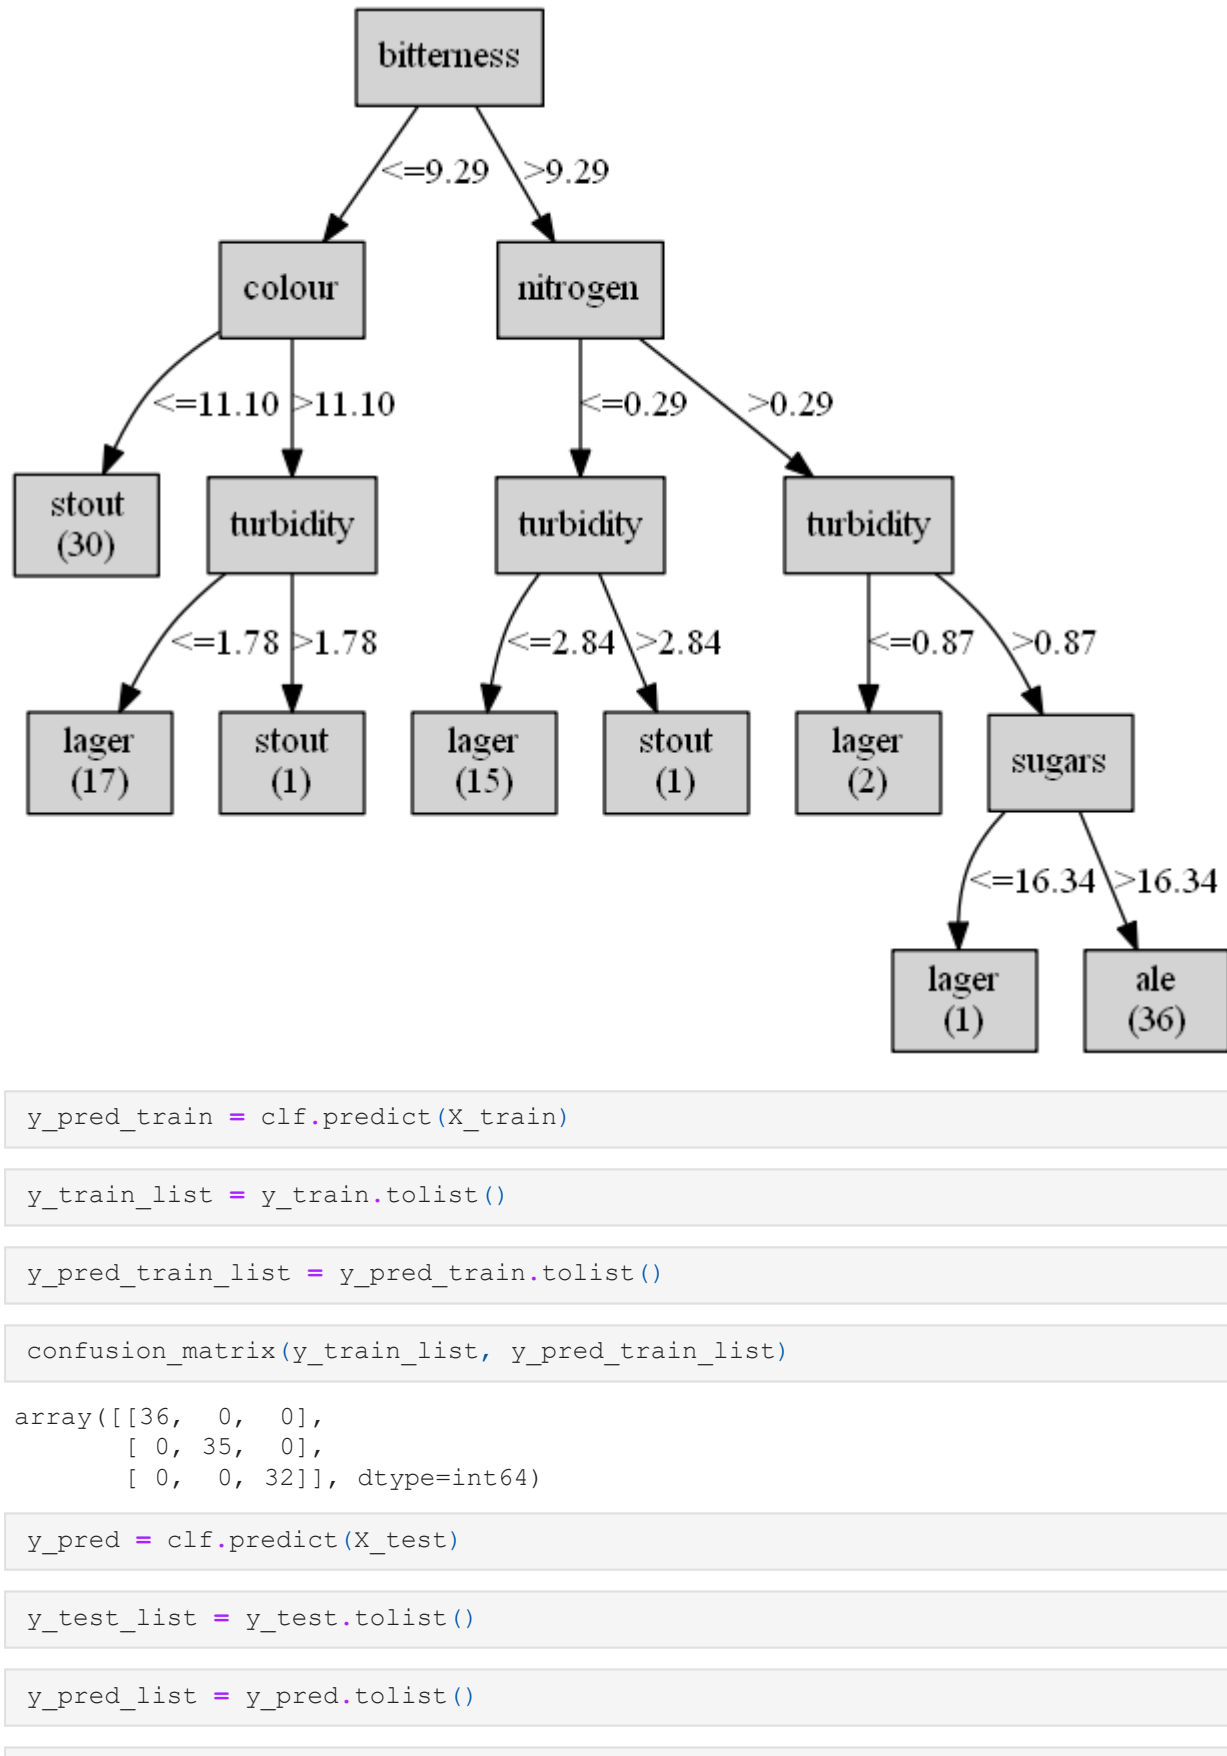 bitterness
<=9.29 >9.29
colour nitrogen
<=11.10 >11.10 <=0.29 >0.29
stout
(30)
turbidity turbidity turbidity
<=1.78 >1.78 <=2.84 >2.84 <=0.87 >0.87
lager
(17)
stout
(1)
lager
(15)
stout
(1)
lager
(2)
sugars
<=16.34 >16.34
lager
(1)
ale
(36)
y_pred_train = clf.predict(X_train)
y_train_list = y_train.tolist()
y_pred_train_list = y_pred_train.tolist()
confusion_matrix(y_train_list, y_pred_train_list)
array([[36,  0,  0],
       [ 0, 35,  0],
       [ 0,  0, 32]], dtype=int64)
y_pred = clf.predict(X_test)
y_test_list = y_test.tolist()
y_pred_list = y_pred.tolist()